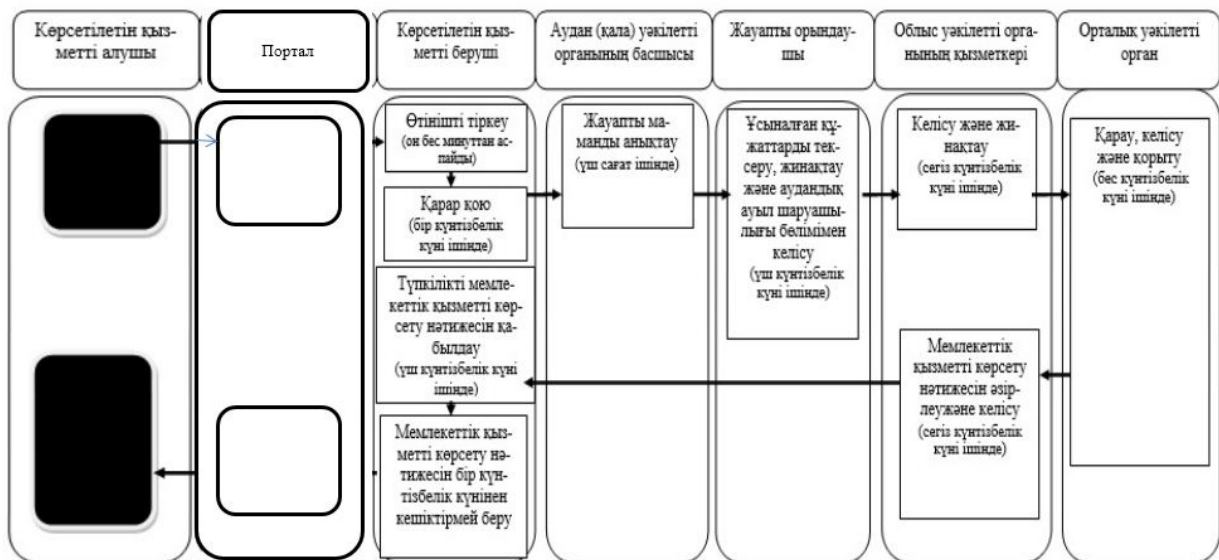 Көрсетілетін қыз-
метті алушы
Портал
Көрсетілетін қыз-
метті беруші
Аудан (қала) уәкілетті
органының басшысы
Жауапты орындау-
шы
Облыс уәкілетті орга-
нының қызметкері
Орталық уәкілетті
орган
Өтінішті тіркеу
(он бес минуттан ас-
пайды)
Қарар қою
(бір күнтізбелік
күні ішінде)
Түпкілікті мемле-
кеттік қызметті көр-
сету нәтижесін қа-
былдау
(үш күнтізбелік күні
ішінде)
Мемлекеттік қыз-
метті көрсету нә-
тижесін бір күн-
тізбелік күнінен
кешіктірмей беру
Жауапты ма-
манды анықтау
(үш сағат ішінде)
Ұсыналған құ-
жаттарды тек-
серу, жинақтау
және аудандық
ауыл шаруашы-
лығы бөлімімен
келісу
(үш күнтізбелік
күні ішінде)
Келісу және жи-
нақтау
(сегіз күнтізбелік
күні ішінде)
Мемлекеттік
қызметті көрсету
нәтижесін әзір-
леужәне келісу
(сегіз күнтізбелік
күні ішінде)
Қарау, келісу
және қорыту
(бес күнтізбелік
күні ішінде)